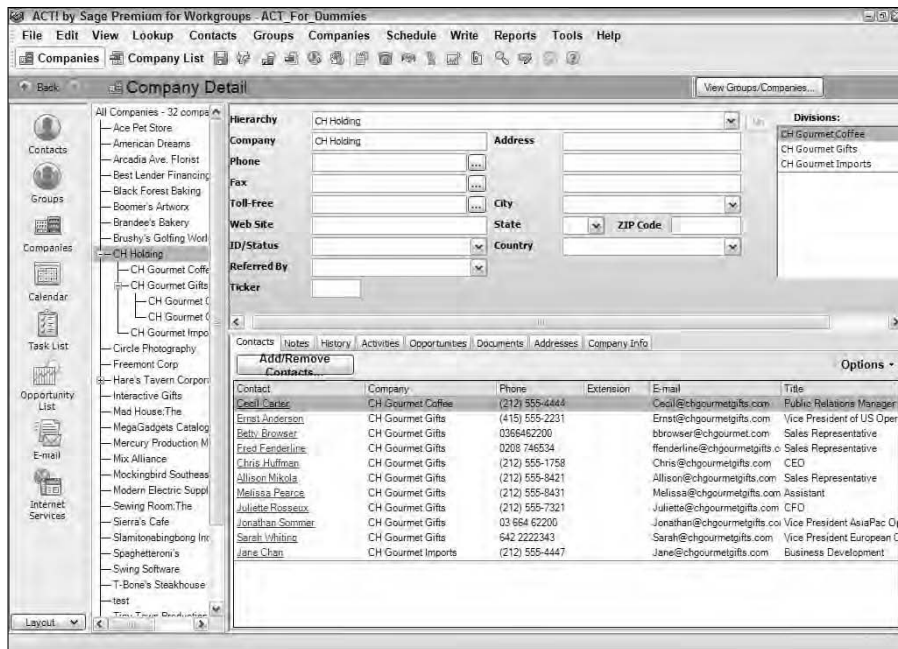 ACT! by Sage Premium for Workgroups - ACT_For_Dummies
File Edit View Lookup Contacts Groups Companies Schedule Write Reports Tools Help
Companies Company List
Back Company Detail View Groups/Companies...
Contacts
Groups
Companies
Calendar
Task List
Opportunity
List
E-mail
Internet
Services
Layout
All Companies - 32 compa
Ace Pet Store
American Dreams
Arcadia Ave. Florist
Best Lender Financing
Black Forest Baking
Boomer's Artworx
Brandee's Bakery
Brushy's Golfing Worl
CH Holding
CH Gourmet Coffe
CH Gourmet Gifts
CH Gourmet
CH Gourmet
CH Gourmet Impo
Circle Photography
Freemont Corp
Hare's Tavern Corpor
Interactive Gifts
Mad House:The
MegaGadgets Catalog
Mercury Production M
Mix Alliance
Mockingbird Southeas
Modern Electric Suppl
Sewing Room:The
Sierra's Cafe
Slamitonabingbong Inc
Spaghetteroni's
Swing Software
T-Bone's Steakhouse
test
Hierarchy CH Holding
Company CH Holding Address
Phone
Fax
Toll-Free City
Web Site State ZIP Code
ID/Status Country
Referred By
Ticker
Divisions:
CH Gourmet Coffee
CH Gourmet Gifts
CH Gourmet Imports
Contacts Notes History Activities Opportunities Documents Addresses Company Info
Add/Remove
Contacts...
Options
Contact Company Phone Extension E-mail Title
Cecil Carter CH Gourmet Coffee (212) 555-4444 Cecil@chgourmetgifts.com Public Relations Manager
Ernst Anderson CH Gourmet Gifts (415) 555-2231 Ernst@chgourmetgifts.com Vice President of US Oper
Betty Browser CH Gourmet Gifts 0366462200 bbrowser@chgourmet.com Sales Representative
Fred Fenderline CH Gourmet Gifts 0208 746534 ffenderline@chgourmetgifts.c Sales Representative
Chris Huffman CH Gourmet Gifts (212) 555-1758 Chris@chgourmetgifts.com CEO
Allison Mikola CH Gourmet Gifts (212) 555-8421 Allison@chgourmetgifts.com Sales Representative
Melissa Pearce CH Gourmet Gifts (212) 555-8431 Melissa@chgourmetgifts.com Assistant
Juliette Rosseux CH Gourmet Gifts (212) 555-7321 Juliette@chgourmetgifts.com CFO
Jonathan Sommer CH Gourmet Gifts 03 664 62200 Jonathan@chgourmetgifts.co Vice President AsiaPac Op
Sarah Whiting CH Gourmet Gifts 642 2222343 Sarah@chgourmetgifts.com Vice President European
Jane Chan CH Gourmet Imports (212) 555-4447 Jane@chgourmetgifts.com Business Development